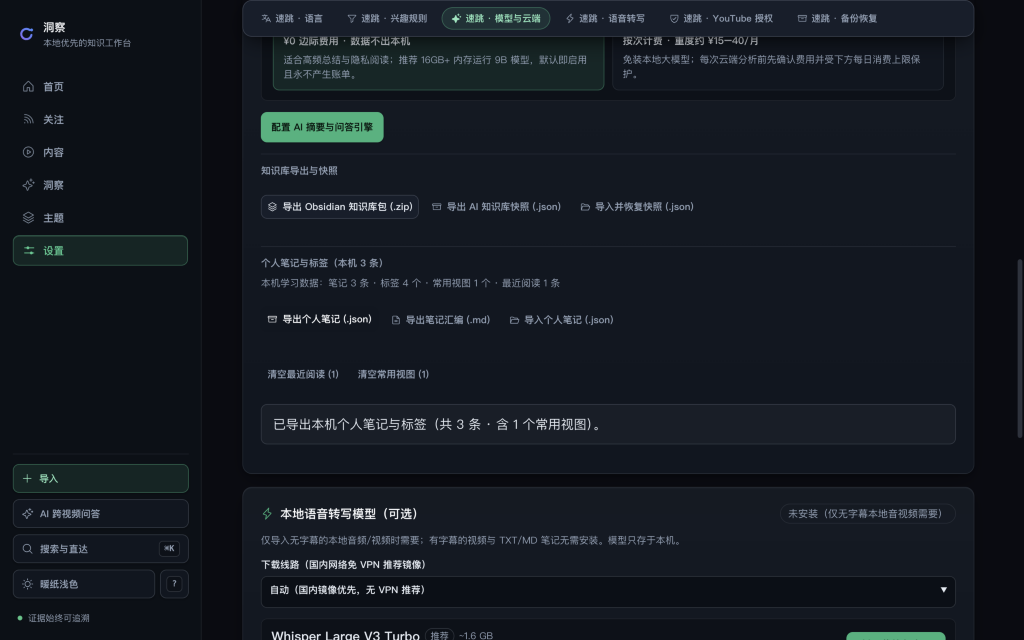 洞察
本地优先的知识工作台
首页
关注
内容
洞察
主题
设置
导入
AI 跨视频问答
搜索与直达 ⌘K
暖纸浅色 ?
证据始终可追溯
速跳 · 语言 速跳 · 兴趣规则 速跳 · 模型与云端 速跳 · 语音转写 速跳 · YouTube 授权 速跳 · 备份恢复
¥0 边际费用 · 数据不出本机
适合高频总结与隐私阅读；推荐 16GB+ 内存运行 9B 模型，默认即启用
且永不产生账单。
按次计费 · 重度约 ¥15–40/月
免装本地大模型；每次云端分析前先确认费用并受下方每日消费上限保
护。
配置 AI 摘要与问答引擎
知识库导出与快照
导出 Obsidian 知识库包 (.zip) 导出 AI 知识库快照 (.json) 导入并恢复快照 (.json)
个人笔记与标签（本机 3 条）
本机学习数据：笔记 3 条 · 标签 4 个 · 常用视图 1 个 · 最近阅读 1 条
导出个人笔记 (.json) 导出笔记汇编 (.md) 导入个人笔记 (.json)
清空最近阅读 (1) 清空常用视图 (1)
已导出本机个人笔记与标签（共 3 条 · 含 1 个常用视图）。
本地语音转写模型（可选） 未安装（仅无字幕本地音视频需要）
仅导入无字幕的本地音频/视频时需要；有字幕的视频与 TXT/MD 笔记无需安装。模型只存于本机。
下载线路（国内网络免 VPN 推荐镜像）
自动（国内镜像优先，无 VPN 推荐）
Whisper Large V3 Turbo 推荐 ~1.6 GB